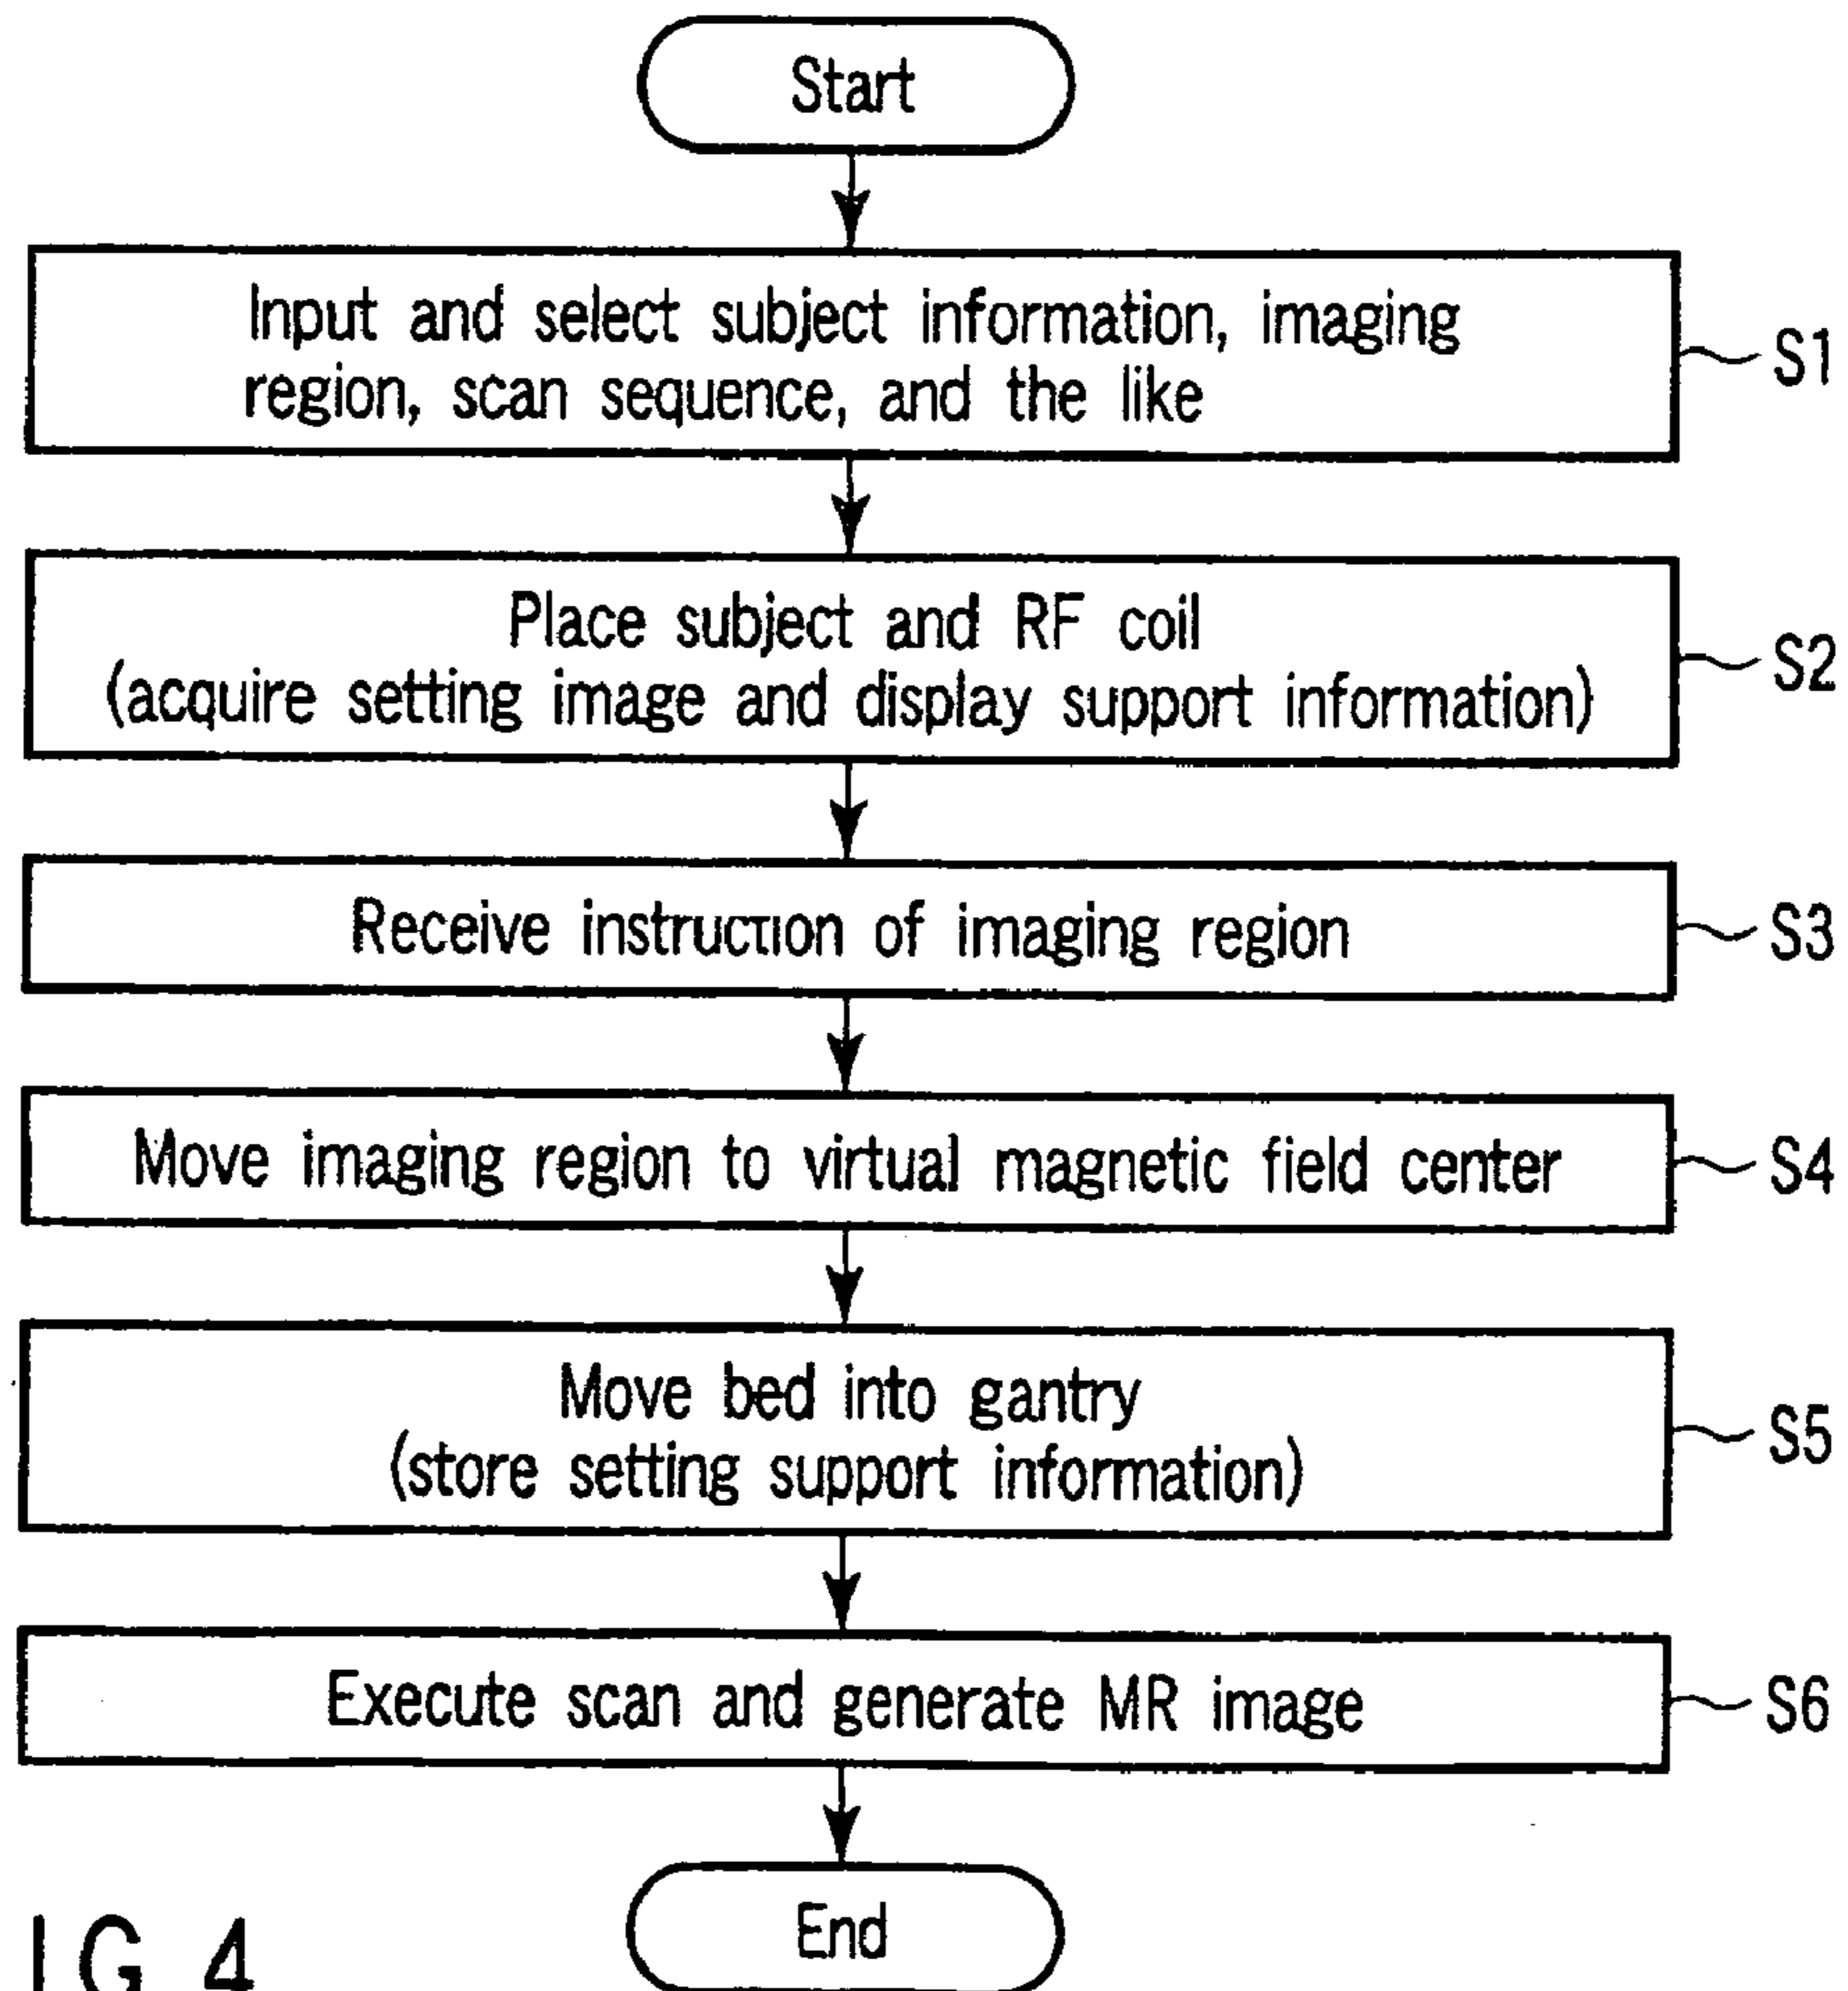 Start
Input and select subject information, imaging
region, scan sequence, and the like
S1
Place subject and RF coil
(acquire setting image and display support information)
S2
Receive instruction of imaging region
S3
Move imaging region to virtual magnetic field center
S4
Move bed into gantry
(store setting support information)
S5
Execute scan and generate MR image
S6
End
IG 4